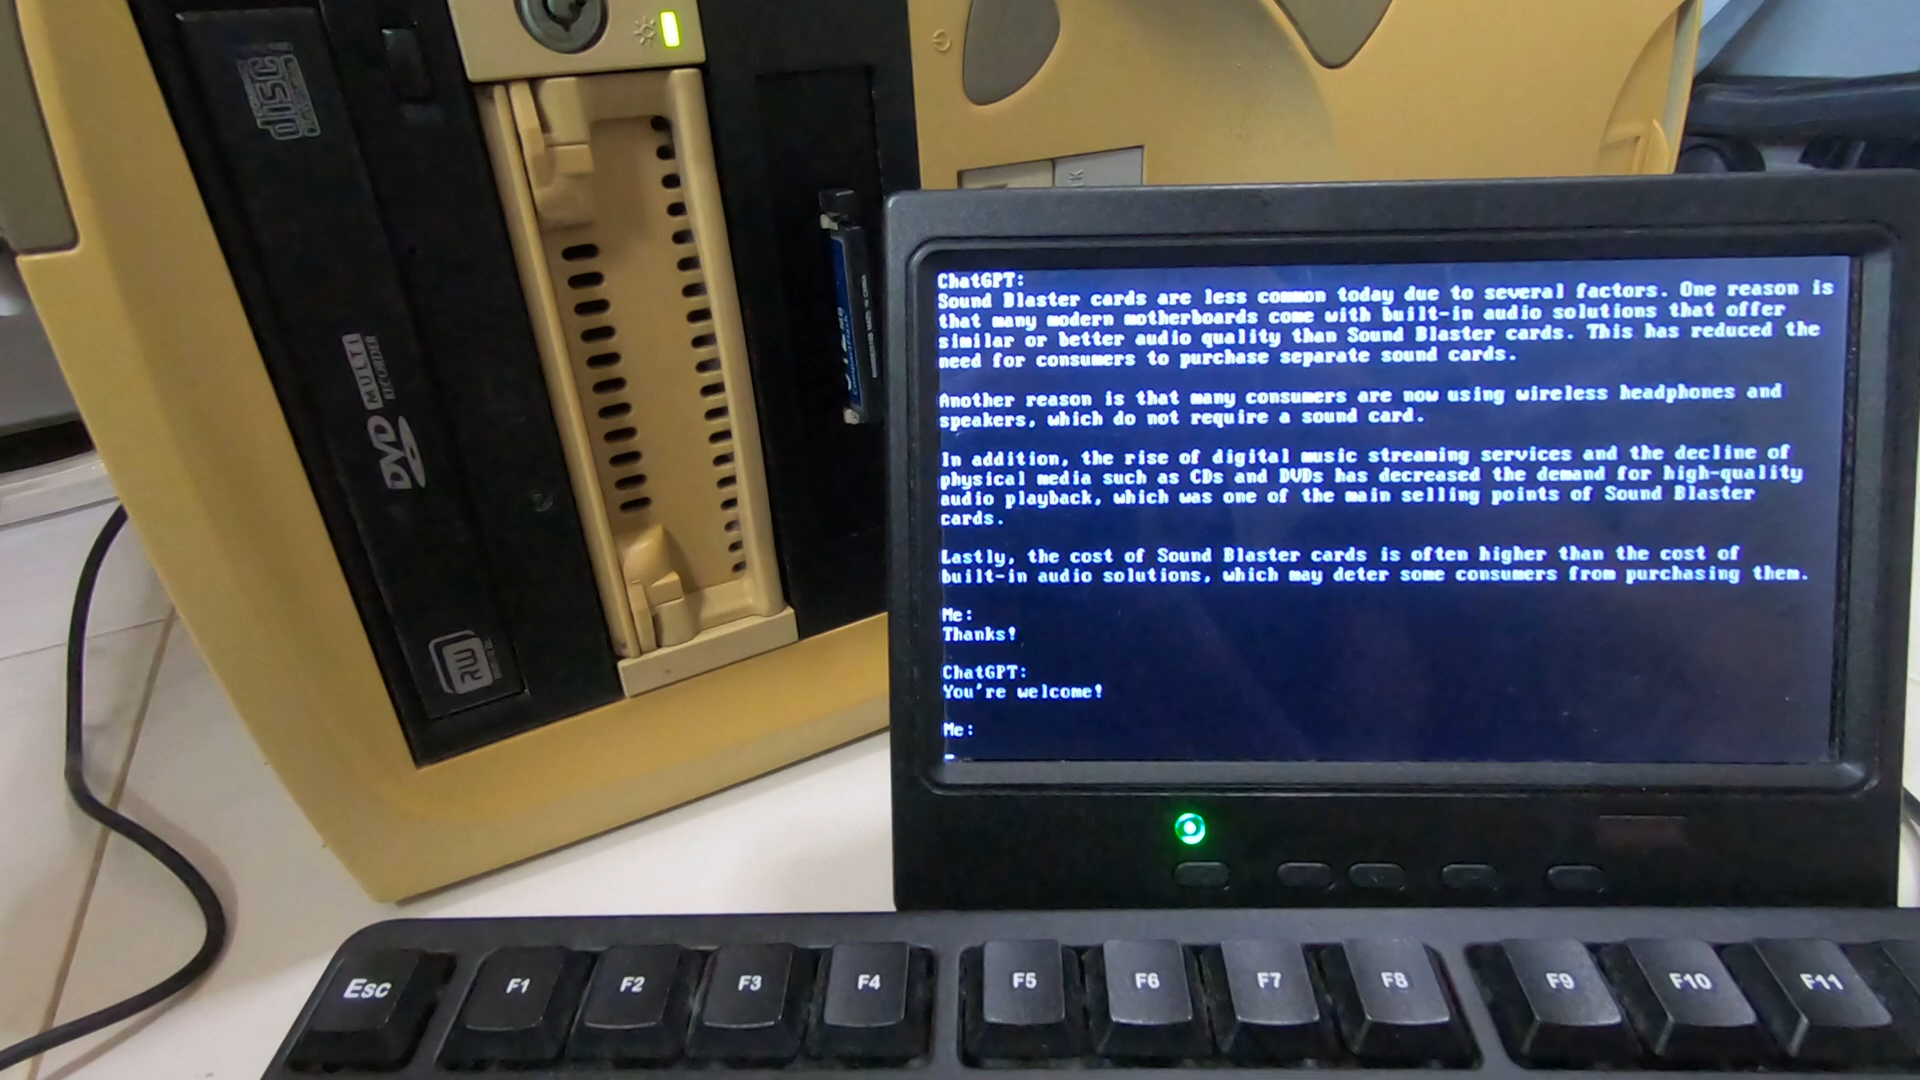 disc
DVD MULTI
RECORDER
RW
ChatGPT:
Sound Blaster cards are less common today due to several factors. One reason is
that many modern motherboards come with built-in audio solutions that offer
similar or better audio quality than Sound Blaster cards. This has reduced the
need for consumers to purchase separate sound cards.
Another reason is that many consumers are now using wireless headphones and
speakers, which do not require a sound card.
In addition, the rise of digital music streaming services and the decline of
physical media such as CDs and DVDs has decreased the demand for high-quality
audio playback, which was one of the main selling points of Sound Blaster
cards.
Lastly, the cost of Sound Blaster cards is often higher than the cost of
built-in audio solutions, which may deter some consumers from purchasing them.
Me:
Thanks!
ChatGPT:
You're welcome!
Me:
Esc F1 F2 F3 F4 F5 F6 F7 F8 F9 F10 F11